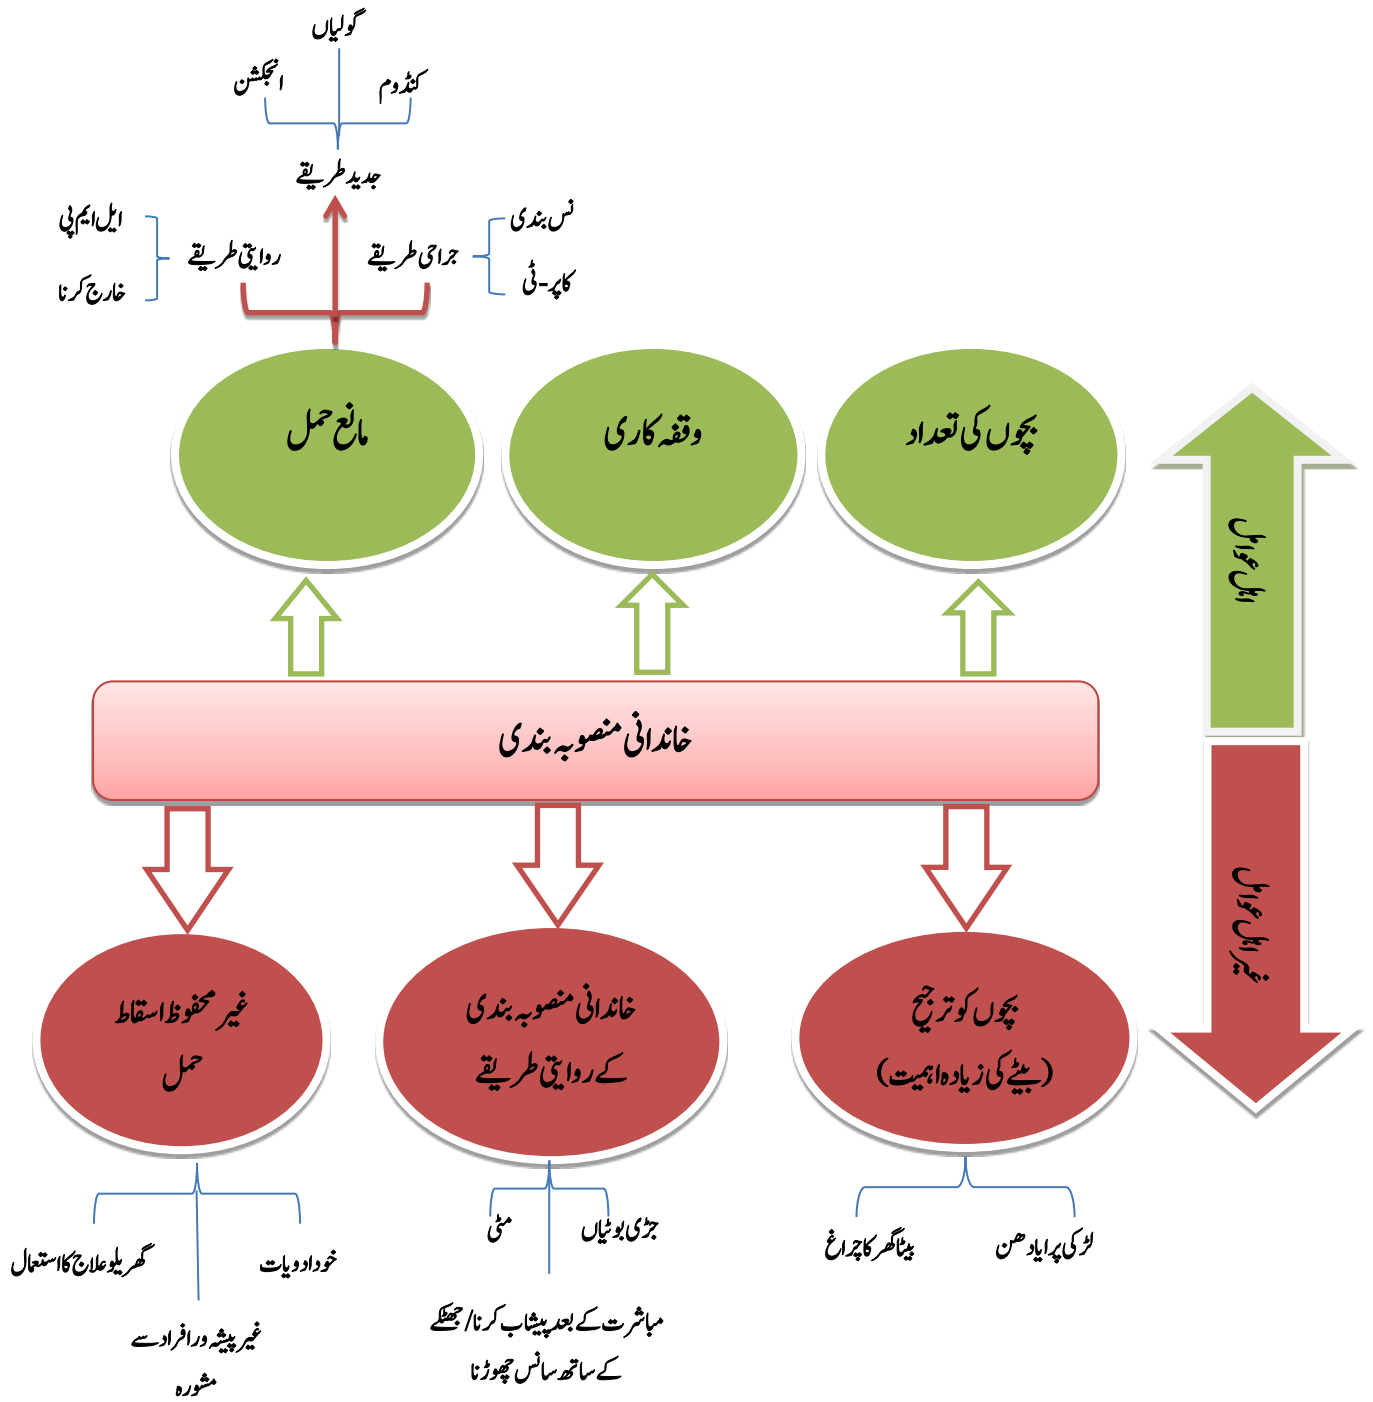 گولیاں
کنڈوم
انجکشن
جدید طریقے
نس بندی
ایل ایم پی
جراحی طریقے
روایتی طریقے
کاپر-ٹی
خارج کرنا
بچوں کی تعداد
وقفہ کاری
مانع حمل
اہل عوامل
خاندانی منصوبہ بندی
غیر اہل عوامل
بچوں کو ترجیح
(بیٹے کی زیادہ اہمیت)
خاندانی منصوبہ بندی
کے روایتی طریقے
غیر محفوظ اسقاط
حمل
لڑکی پرایا دھن
بیٹا گھر کا چراغ
جڑی بوٹیاں
مٹی
مباشرت کے بعد پیشاب کرنا/جھٹکے
کے ساتھ سانس چھوڑنا
خود ادویات
گھریلو علاج کا استعمال
غیر پیشہ ور افراد سے
مشورہ